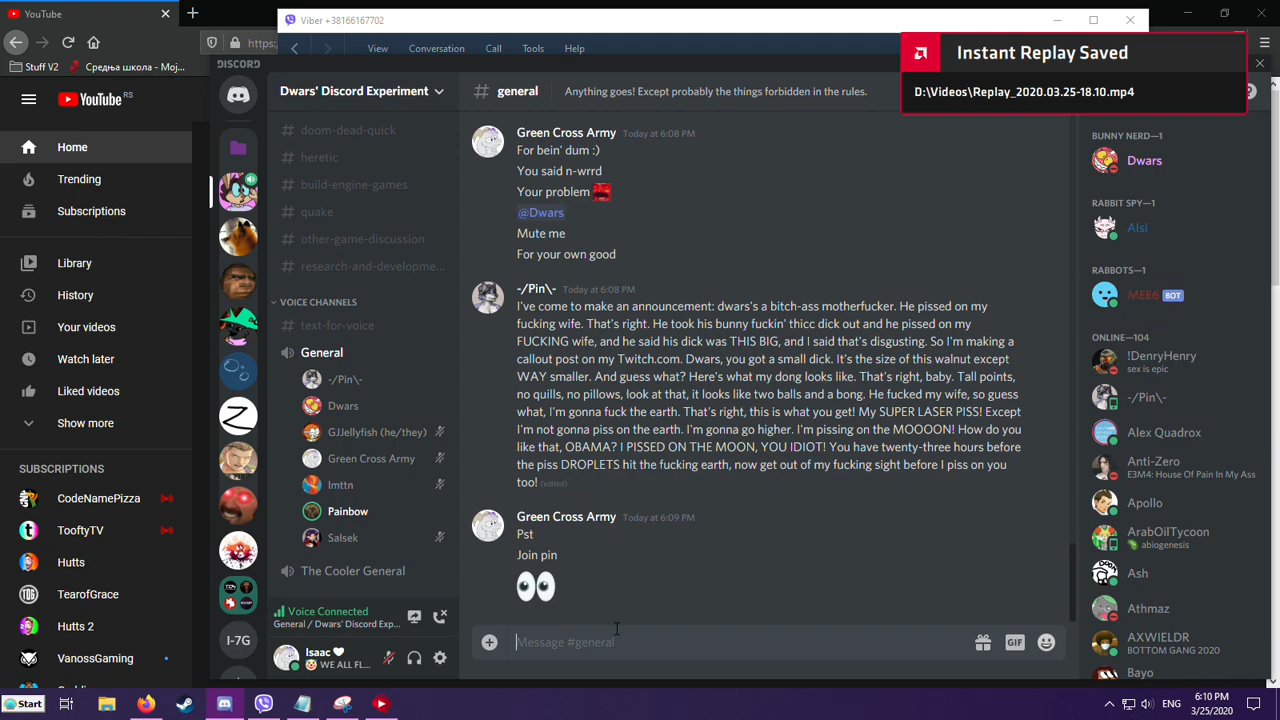 YouTube
Viber +38166167702
https:
View
Conversation
Call
Tools
Help
Stuff V2
Средња школа - Мој...
Instant Replay Saved
D:\Videos\Replay_2020.03.25-18.10.mp4
YouTube RS
Home
Trending
Subscriptions
Library
History
Your videos
Watch later
Liked videos
Show more
SUBSCRIPTIONS
CodeNamePizza
ToofyTV
Hutts
TearofGrace
Hutts 2
VanossGaming
DISCORD
I-7G
Dwars' Discord Experiment
# doom-dead-quick
# heretic
# build-engine-games
# quake
# other-game-discussion
# research-and-developme...
VOICE CHANNELS
# text-for-voice
General
-/Pin\-
Dwars
GJJellyfish (he/they)
Green Cross Army
lmttn
Painbow
Salsek
The Cooler General
Voice Connected
General / Dwars' Discord Exp...
Isaac ♥
🤡 WE ALL FL...
# general
Anything goes! Except probably the things forbidden in the rules.
Green Cross Army Today at 6:08 PM
For bein' dum :)
You said n-wrrd
Your problem
@Dwars
Mute me
For your own good
-/Pin\- Today at 6:08 PM
I've come to make an announcement: dwars's a bitch-ass motherfucker. He pissed on my
fucking wife. That's right. He took his bunny fuckin' thicc dick out and he pissed on my
FUCKING wife, and he said his dick was THIS BIG, and I said that's disgusting. So I'm making a
callout post on my Twitch.com. Dwars, you got a small dick. It's the size of this walnut except
WAY smaller. And guess what? Here's what my dong looks like. That's right, baby. Tall points,
no quills, no pillows, look at that, it looks like two balls and a bong. He fucked my wife, so guess
what, I'm gonna fuck the earth. That's right, this is what you get! My SUPER LASER PISS! Except
I'm not gonna piss on the earth. I'm gonna go higher. I'm pissing on the MOOOON! How do you
like that, OBAMA? I PISSED ON THE MOON, YOU IDIOT! You have twenty-three hours before
the piss DROPLETS hit the fucking earth, now get out of my fucking sight before I piss on you
too! (edited)
Green Cross Army Today at 6:09 PM
Pst
Join pin
👀
Message #general
GIF
BUNNY NERD—1
Dwars
RABBIT SPY—1
Alsi
RABBOTS—1
MEE6 BOT
ONLINE—104
!DenryHenry
sex is epic
-/Pin\-
Alex Quadrox
Anti-Zero
E3M4: House Of Pain In My Ass
Apollo
ArabOilTycoon
abiogenesis
Ash
Athmaz
AXWIELDR
BOTTOM GANG 2020
Bayo
Start
ENG
6:10 PM
3/25/2020